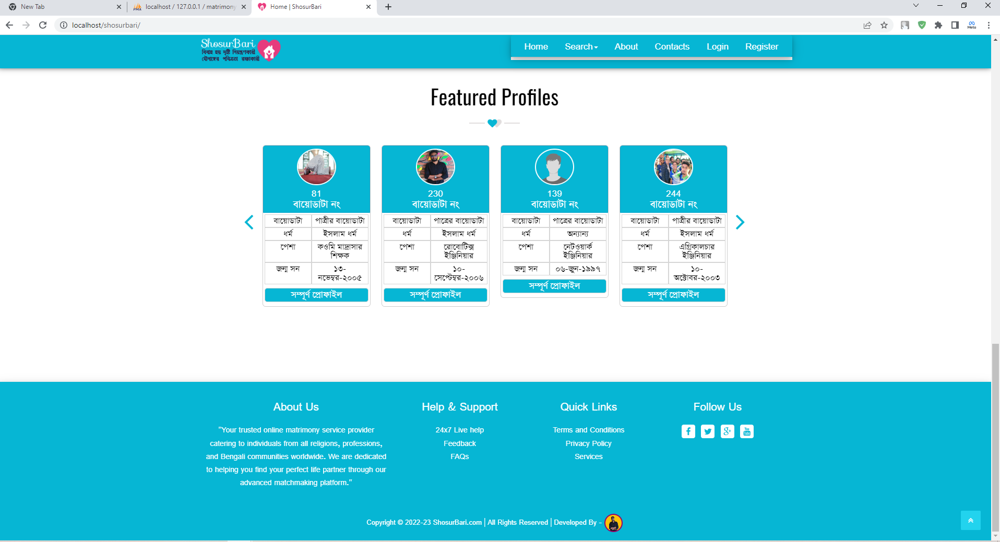 New Tab
localhost / 127.0.0.1 / matrimony
Home | ShosurBari
localhost/shosurbari/
Meta
ShosurBari
বিবাহ হয় দৃষ্টি নিয়ন্ত্রণকারী
যৌনাঙ্গের পবিত্রতা রক্ষাকারী
Home
Search
About
Contacts
Login
Register
Featured Profiles
81
বায়োডাটা নং
বায়োডাটা পাত্রীর বায়োডাটা
ধর্ম ইসলাম ধর্ম
পেশা কওমি মাদ্রাসার
শিক্ষক
জন্ম সন ১৩-
নভেম্বর-২০০৫
সম্পূর্ণ প্রোফাইল
230
বায়োডাটা নং
বায়োডাটা পাত্রের বায়োডাটা
ধর্ম ইসলাম ধর্ম
পেশা রোবোটিক্স
ইঞ্জিনিয়ার
জন্ম সন ১০-
সেপ্টেম্বর-২০০৬
সম্পূর্ণ প্রোফাইল
139
বায়োডাটা নং
বায়োডাটা পাত্রের বায়োডাটা
ধর্ম অন্যান্য
পেশা নেটওয়ার্ক
ইঞ্জিনিয়ার
জন্ম সন ০৬-জুন-১৯৯৭
সম্পূর্ণ প্রোফাইল
244
বায়োডাটা নং
বায়োডাটা পাত্রীর বায়োডাটা
ধর্ম ইসলাম ধর্ম
পেশা এগ্রিকালচার
ইঞ্জিনিয়ার
জন্ম সন ১০-
অক্টোবর-২০০৩
সম্পূর্ণ প্রোফাইল
About Us
"Your trusted online matrimony service provider
catering to individuals from all religions, professions,
and Bengali communities worldwide. We are dedicated
to helping you find your perfect life partner through our
advanced matchmaking platform."
Help & Support
24x7 Live help
Feedback
FAQs
Quick Links
Terms and Conditions
Privacy Policy
Services
Follow Us
Copyright © 2022-23 ShosurBari.com | All Rights Reserved | Developed By -